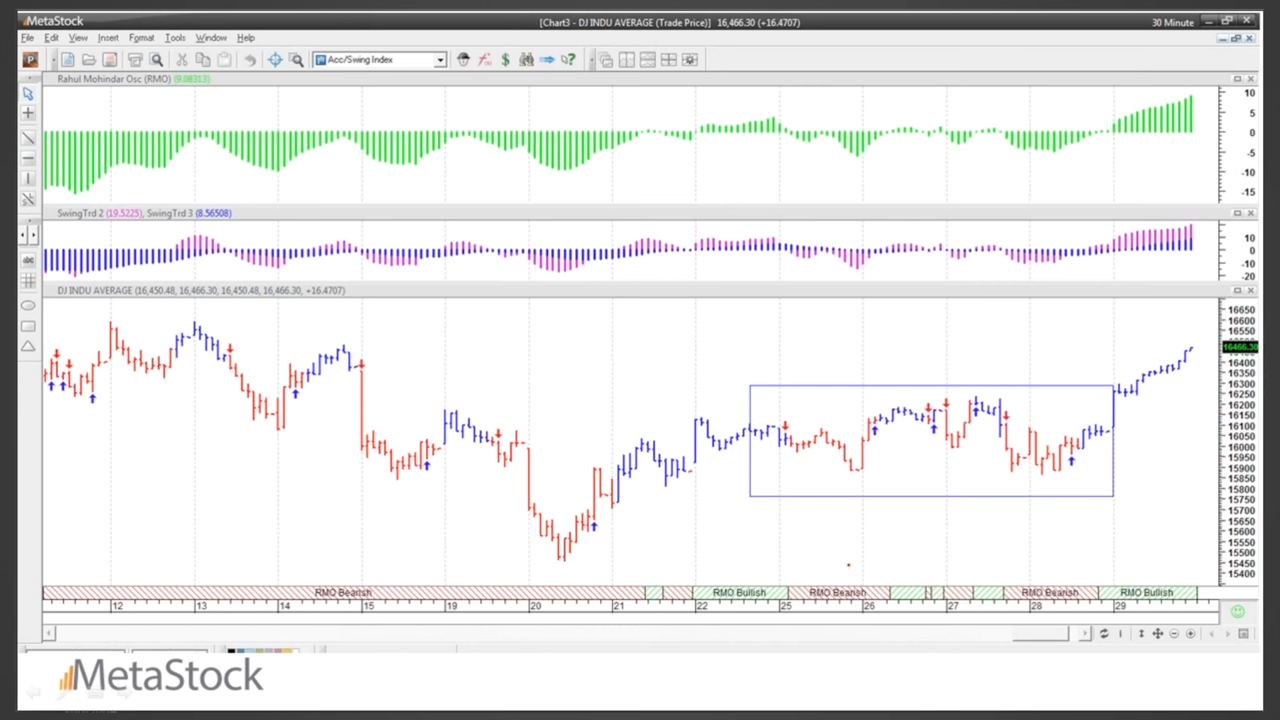 MetaStock
[Chart3 - DJ INDU AVERAGE (Trade Price)] 16,466.30 (+16.4707)
30 Minute
File Edit View Insert Format Tools Window Help
P
Acc/Swing Index
Rahul Mohindar Osc (RMO) (9.08313)
10
5
0
-5
-10
-15
SwingTrd 2 (19.5225), SwingTrd 3 (8.56508)
10
0
-10
-20
abc
DJ INDU AVERAGE (16,450.48, 16,466.30, 16,450.48, 16,466.30, +16.4707)
16650
16600
16550
16466.30
16400
16350
16300
16250
16200
16150
16100
16050
16000
15950
15900
15850
15800
15750
15700
15650
15600
15550
15500
15450
15400
RMO Bearish RMO Bullish RMO Bearish RMO Bearish RMO Bullish
12 13 14 15 19 20 21 22 25 26 27 28 29
MetaStock